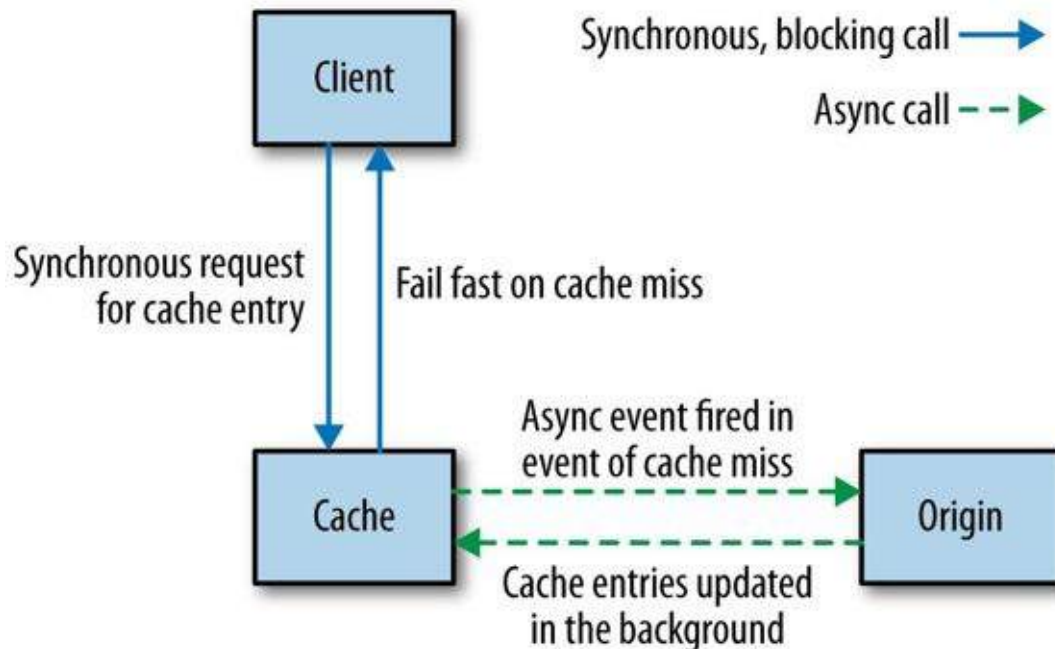 Client
Synchronous, blocking call
Async call
Synchronous request
for cache entry
Fail fast on cache miss
Async event fired in
event of cache miss
Cache
Origin
Cache entries updated
in the background